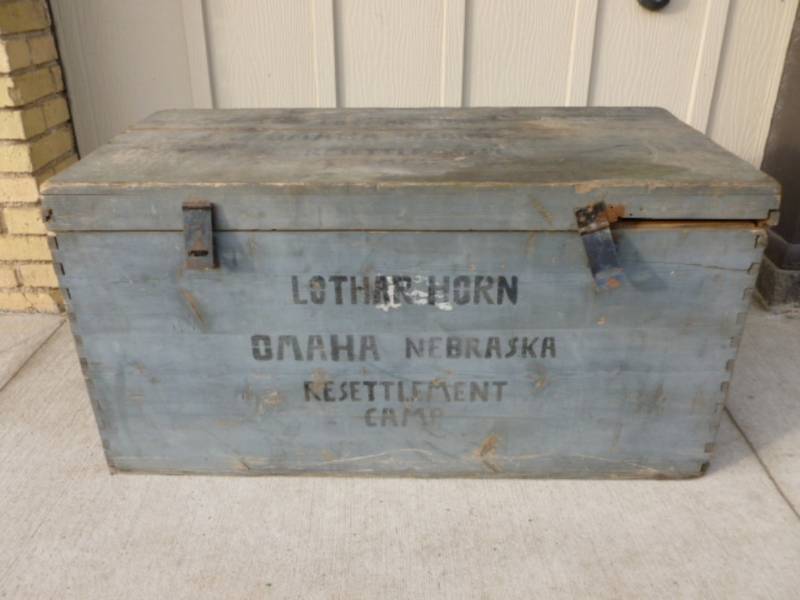 LOTHAR HORN
OMAHA NEBRASKA
RESETTLEMENT
CAMP